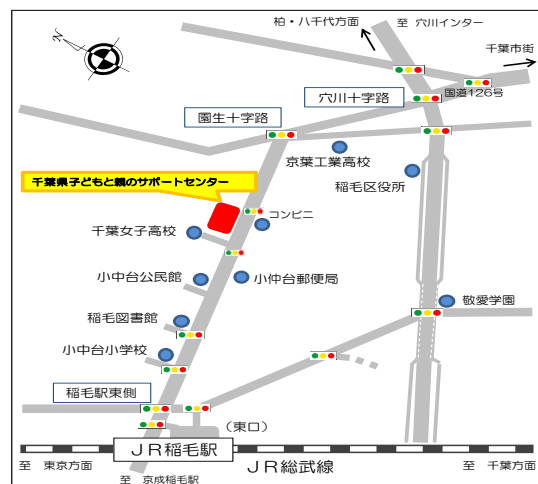 柏・八千代方面
至 穴川インター
N
千葉市街
国道126号
穴川十字路
園生十字路
京葉工業高校
稲毛区役所
千葉県子どもと親のサポートセンター
コンビニ
千葉女子高校
小中台公民館
小仲台郵便局
敬愛学園
稲毛図書館
小中台小学校
稲毛駅東側
(東口)
JR稲毛駅
JR総武線
至 東京方面
至 千葉方面
至 京成稲毛駅